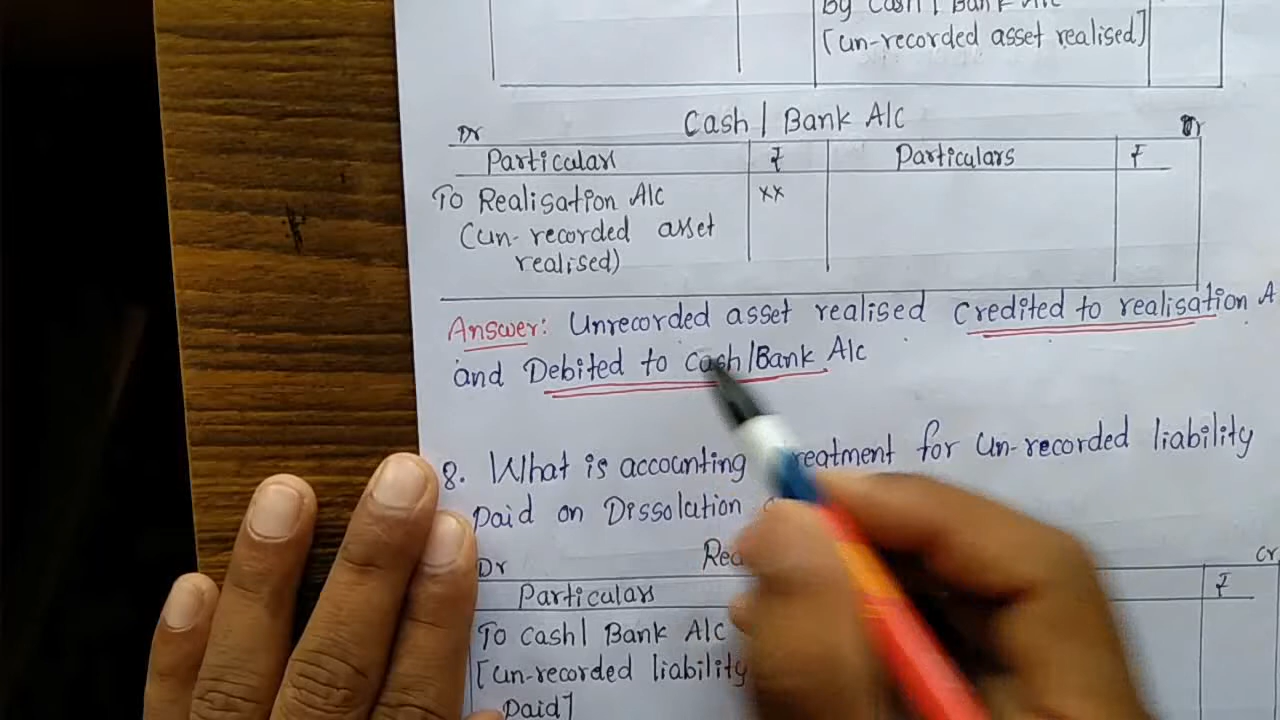 By Cash | Bank A/c
[un-recorded asset realised]
Cash | Bank A/c
Dr
Particulars ₹ Particulars ₹
To Realisation A/c xx
(un-recorded asset
realised)
Answer: Unrecorded asset realised credited to realisation A
and Debited to Cash/Bank A/c
8. What is accounting treatment for un-recorded liability
paid on Dissolution
Dr Cr
Particulars ₹
To cash | Bank A/c
[un-recorded liability
paid]